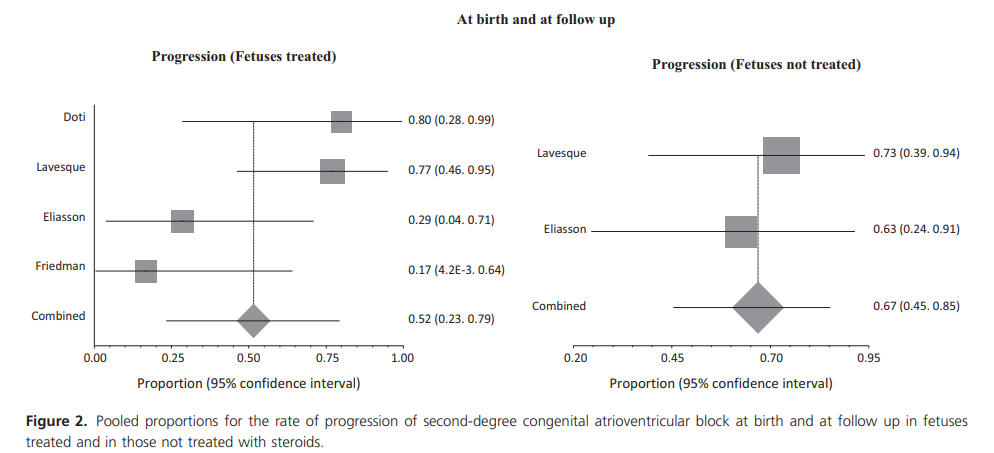 At birth and at follow up
Progression (Fetuses treated)
Doti 0.80 (0.28. 0.99)
Lavesque 0.77 (0.46. 0.95)
Eliasson 0.29 (0.04. 0.71)
Friedman 0.17 (4.2E-3. 0.64)
Combined 0.52 (0.23. 0.79)
0.00 0.25 0.50 0.75 1.00
Proportion (95% confidence interval)
Progression (Fetuses not treated)
Lavesque 0.73 (0.39. 0.94)
Eliasson 0.63 (0.24. 0.91)
Combined 0.67 (0.45. 0.85)
0.20 0.45 0.70 0.95
Proportion (95% confidence interval)
Figure 2. Pooled proportions for the rate of progression of second-degree congenital atrioventricular block at birth and at follow up in fetuses
treated and in those not treated with steroids.